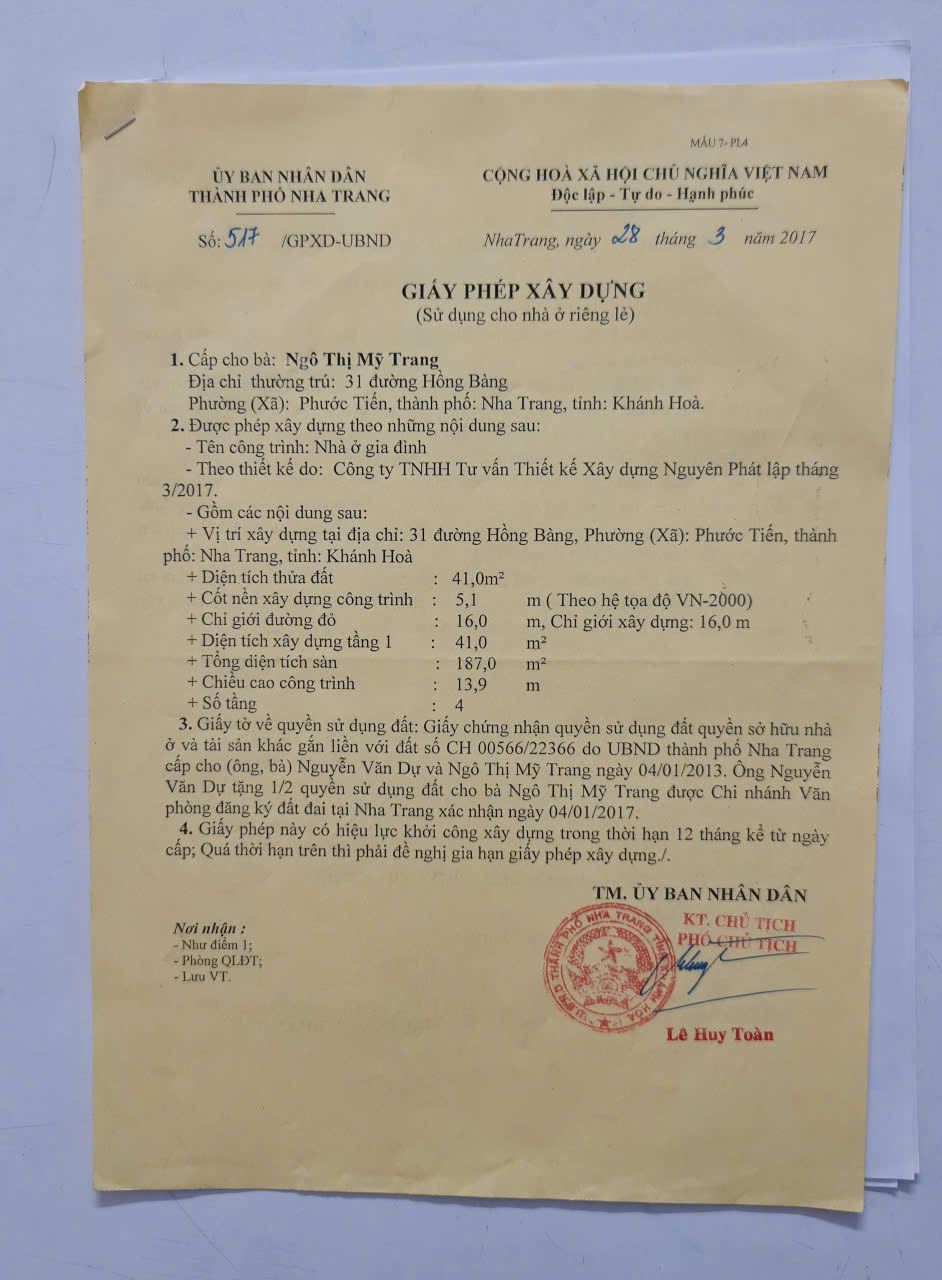 MẪU 7- PL4
ỦY BAN NHÂN DÂN
THÀNH PHỐ NHA TRANG
CỘNG HOÀ XÃ HỘI CHỦ NGHĨA VIỆT NAM
Độc lập - Tự do - Hạnh phúc
Số: 517 /GPXD-UBND
NhaTrang, ngày 28 tháng 3 năm 2017
GIẤY PHÉP XÂY DỰNG
(Sử dụng cho nhà ở riêng lẻ)
1. Cấp cho bà: Ngô Thị Mỹ Trang
Địa chỉ thường trú: 31 đường Hồng Bàng
Phường (Xã): Phước Tiến, thành phố: Nha Trang, tỉnh: Khánh Hoà.
2. Được phép xây dựng theo những nội dung sau:
- Tên công trình: Nhà ở gia đình
- Theo thiết kế do: Công ty TNHH Tư vấn Thiết kế Xây dựng Nguyên Phát lập tháng
3/2017.
- Gồm các nội dung sau:
+ Vị trí xây dựng tại địa chỉ: 31 đường Hồng Bàng, Phường (Xã): Phước Tiến, thành
phố: Nha Trang, tỉnh: Khánh Hoà
+ Diện tích thửa đất : 41,0m²
+ Cốt nền xây dựng công trình : 5,1 m ( Theo hệ tọa độ VN-2000)
+ Chỉ giới đường đỏ : 16,0 m, Chỉ giới xây dựng: 16,0 m
+ Diện tích xây dựng tầng 1 : 41,0 m²
+ Tổng diện tích sàn : 187,0 m²
+ Chiều cao công trình : 13,9 m
+ Số tầng : 4
3. Giấy tờ về quyền sử dụng đất: Giấy chứng nhận quyền sử dụng đất quyền sở hữu nhà
ở và tài sản khác gắn liền với đất số CH 00566/22366 do UBND thành phố Nha Trang
cấp cho (ông, bà) Nguyễn Văn Dự và Ngô Thị Mỹ Trang ngày 04/01/2013. Ông Nguyễn
Văn Dự tặng 1/2 quyền sử dụng đất cho bà Ngô Thị Mỹ Trang được Chi nhánh Văn
phòng đăng ký đất đai tại Nha Trang xác nhận ngày 04/01/2017.
4. Giấy phép này có hiệu lực khởi công xây dựng trong thời hạn 12 tháng kể từ ngày
cấp; Quá thời hạn trên thì phải đề nghị gia hạn giấy phép xây dựng./.
TM. ỦY BAN NHÂN DÂN
KT. CHỦ TỊCH
PHÓ CHỦ TỊCH
U.B.N.D THÀNH PHỐ NHA TRANG TỈNH KHÁNH HÒA
Lê Huy Toàn
Nơi nhận :
- Như điểm 1;
- Phòng QLĐT;
- Lưu VT.